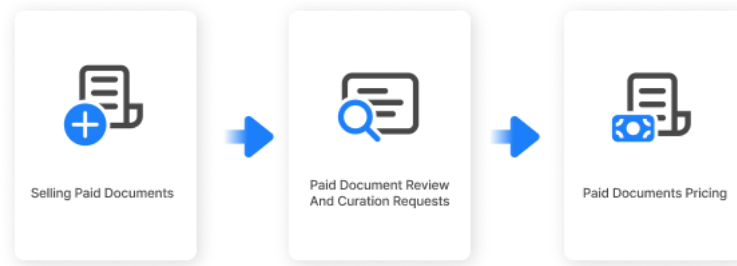 Selling Paid Documents
Paid Document Review
And Curation Requests
Paid Documents Pricing